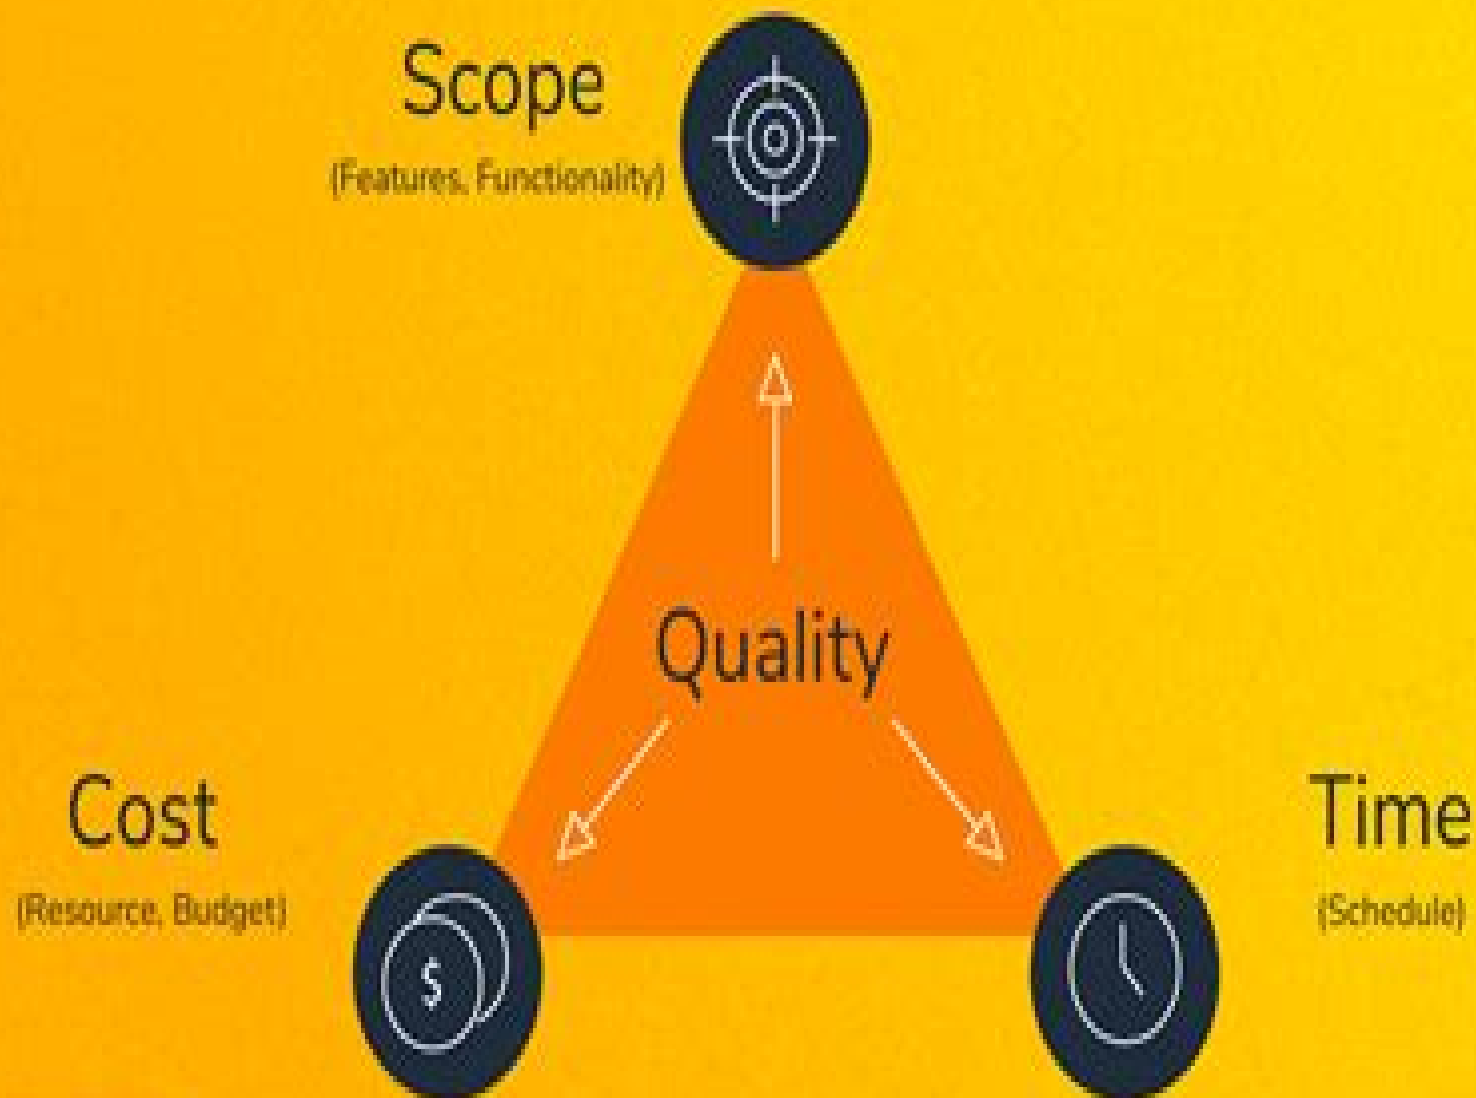 Scope
(Features, Functionality)
Quality
Cost
(Resource, Budget)
$
Time
(Schedule)